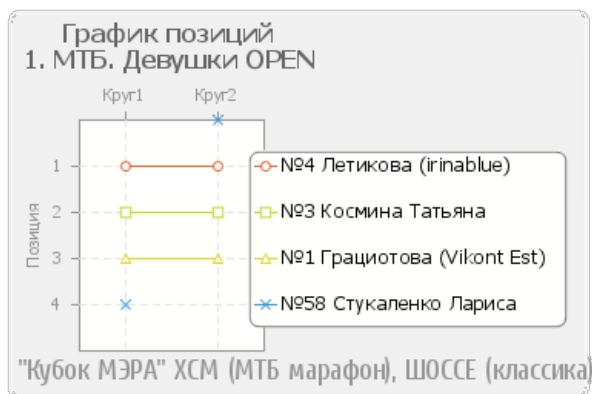 График позиций
1. МТБ. Девушки OPEN
Круг1 Круг2
Позиция
1
2
3
4
№4 Летикова (irinablue)
№3 Космина Татьяна
№1 Грациотова (Vikont Est)
№58 Стукаленко Лариса
"Кубок МЭРА" ХСМ (МТБ марафон), ШОССЕ (классика)